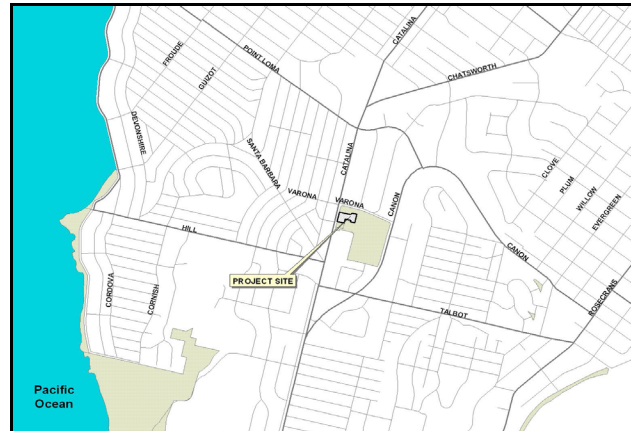 CATALINA
FROUDE
POINT LOMA
GUIZOT
CHATSWORTH
DEVONSHIRE
SANTA BARBARA
CATALINA
CLOVE
PLUM
WILLOW
EVERGREEN
VARONA
VARONA
CANON
HILL
CANON
PROJECT SITE
CORDOVA
CORNISH
ROSECRANS
TALBOT
Pacific
Ocean